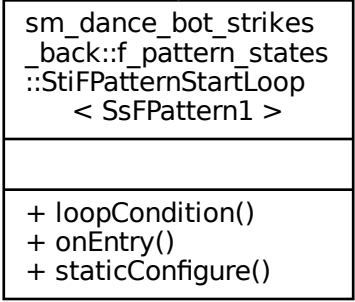 sm_dance_bot_strikes
_back::f_pattern_states
::StiFPatternStartLoop
< SsFPattern1 >
+ loopCondition()
+ onEntry()
+ staticConfigure()